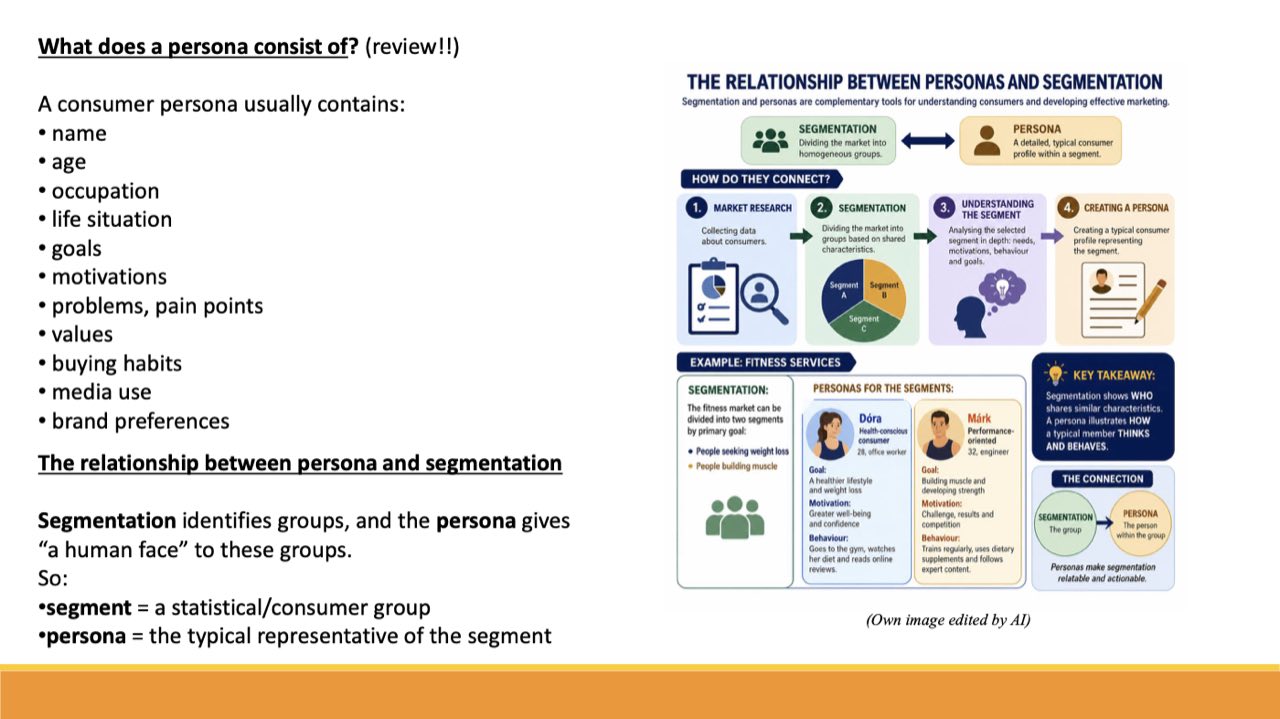 What does a persona consist of? (review!!)
A consumer persona usually contains:
• name
• age
• occupation
• life situation
• goals
• motivations
• problems, pain points
• values
• buying habits
• media use
• brand preferences
The relationship between persona and segmentation
Segmentation identifies groups, and the persona gives
“a human face” to these groups.
So:
•segment = a statistical/consumer group
•persona = the typical representative of the segment
THE RELATIONSHIP BETWEEN PERSONAS AND SEGMENTATION
Segmentation and personas are complementary tools for understanding consumers and developing effective marketing.
SEGMENTATION
Dividing the market into
homogeneous groups.
PERSONA
A detailed, typical consumer
profile within a segment.
HOW DO THEY CONNECT?
1. MARKET RESEARCH
Collecting data
about consumers.
2. SEGMENTATION
Dividing the market into
groups based on shared
characteristics.
Segment
A
Segment
B
Segment
C
3. UNDERSTANDING
THE SEGMENT
Analysing the selected
segment in depth: needs,
motivations, behaviour
and goals.
4. CREATING A PERSONA
Creating a typical consumer
profile representing
the segment.
EXAMPLE: FITNESS SERVICES
SEGMENTATION:
The fitness market can be
divided into two segments
by primary goal:
• People seeking weight loss
• People building muscle
PERSONAS FOR THE SEGMENTS:
Dóra
Health-conscious
consumer
28, office worker
Goal:
A healthier lifestyle
and weight loss
Motivation:
Greater well-being
and confidence
Behaviour:
Goes to the gym, watches
her diet and reads online
reviews.
Márk
Performance-
oriented
32, engineer
Goal:
Building muscle and
developing strength
Motivation:
Challenge, results and
competition
Behaviour:
Trains regularly, uses dietary
supplements and follows
expert content.
KEY TAKEAWAY:
Segmentation shows WHO
shares similar characteristics.
A persona illustrates HOW
a typical member THINKS
AND BEHAVES.
THE CONNECTION
SEGMENTATION
The group
PERSONA
The person
within the group
Personas make segmentation
relatable and actionable.
(Own image edited by AI)